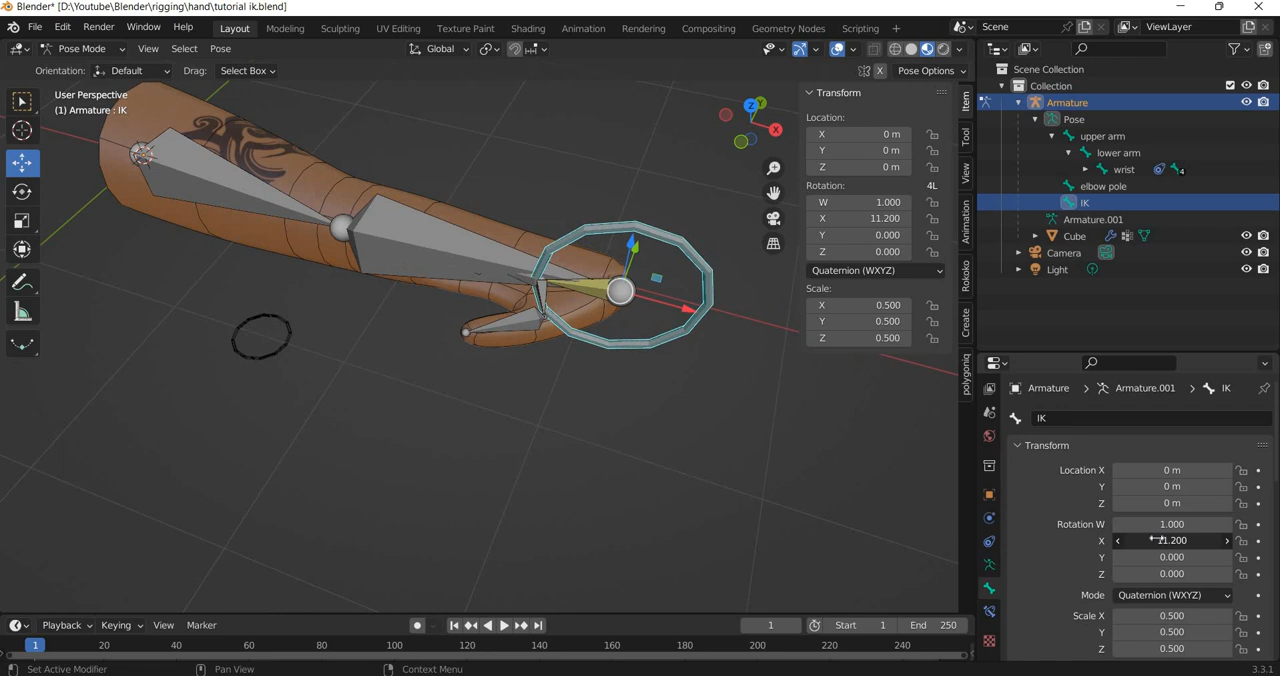 Blender* [D:\Youtube\Blender\rigging\hand\tutorial ik.blend]
File Edit Render Window Help Layout Modeling Sculpting UV Editing Texture Paint Shading Animation Rendering Compositing Geometry Nodes Scripting + Scene ViewLayer
Pose Mode View Select Pose Global
Orientation: Default Drag: Select Box X Pose Options
User Perspective
(1) Armature : IK
Z
Y
X
Transform
Location:
X 0 m
Y 0 m
Z 0 m
Rotation: 4L
W 1.000
X 11.200
Y 0.000
Z 0.000
Quaternion (WXYZ)
Scale:
X 0.500
Y 0.500
Z 0.500
Item
Tool
View
Animation
Rokoko
Create
polygoniq
Scene Collection
Collection
Armature
Pose
upper arm
lower arm
wrist 4
elbow pole
IK
Armature.001
Cube
Camera
Light
Armature > Armature.001 > IK
IK
Transform
Location X 0 m
Y 0 m
Z 0 m
Rotation W 1.000
X 11.200
Y 0.000
Z 0.000
Mode Quaternion (WXYZ)
Scale X 0.500
Y 0.500
Z 0.500
Playback Keying View Marker 1 Start 1 End 250
1 20 40 60 80 100 120 140 160 180 200 220 240
Set Active Modifier Pan View Context Menu 3.3.1